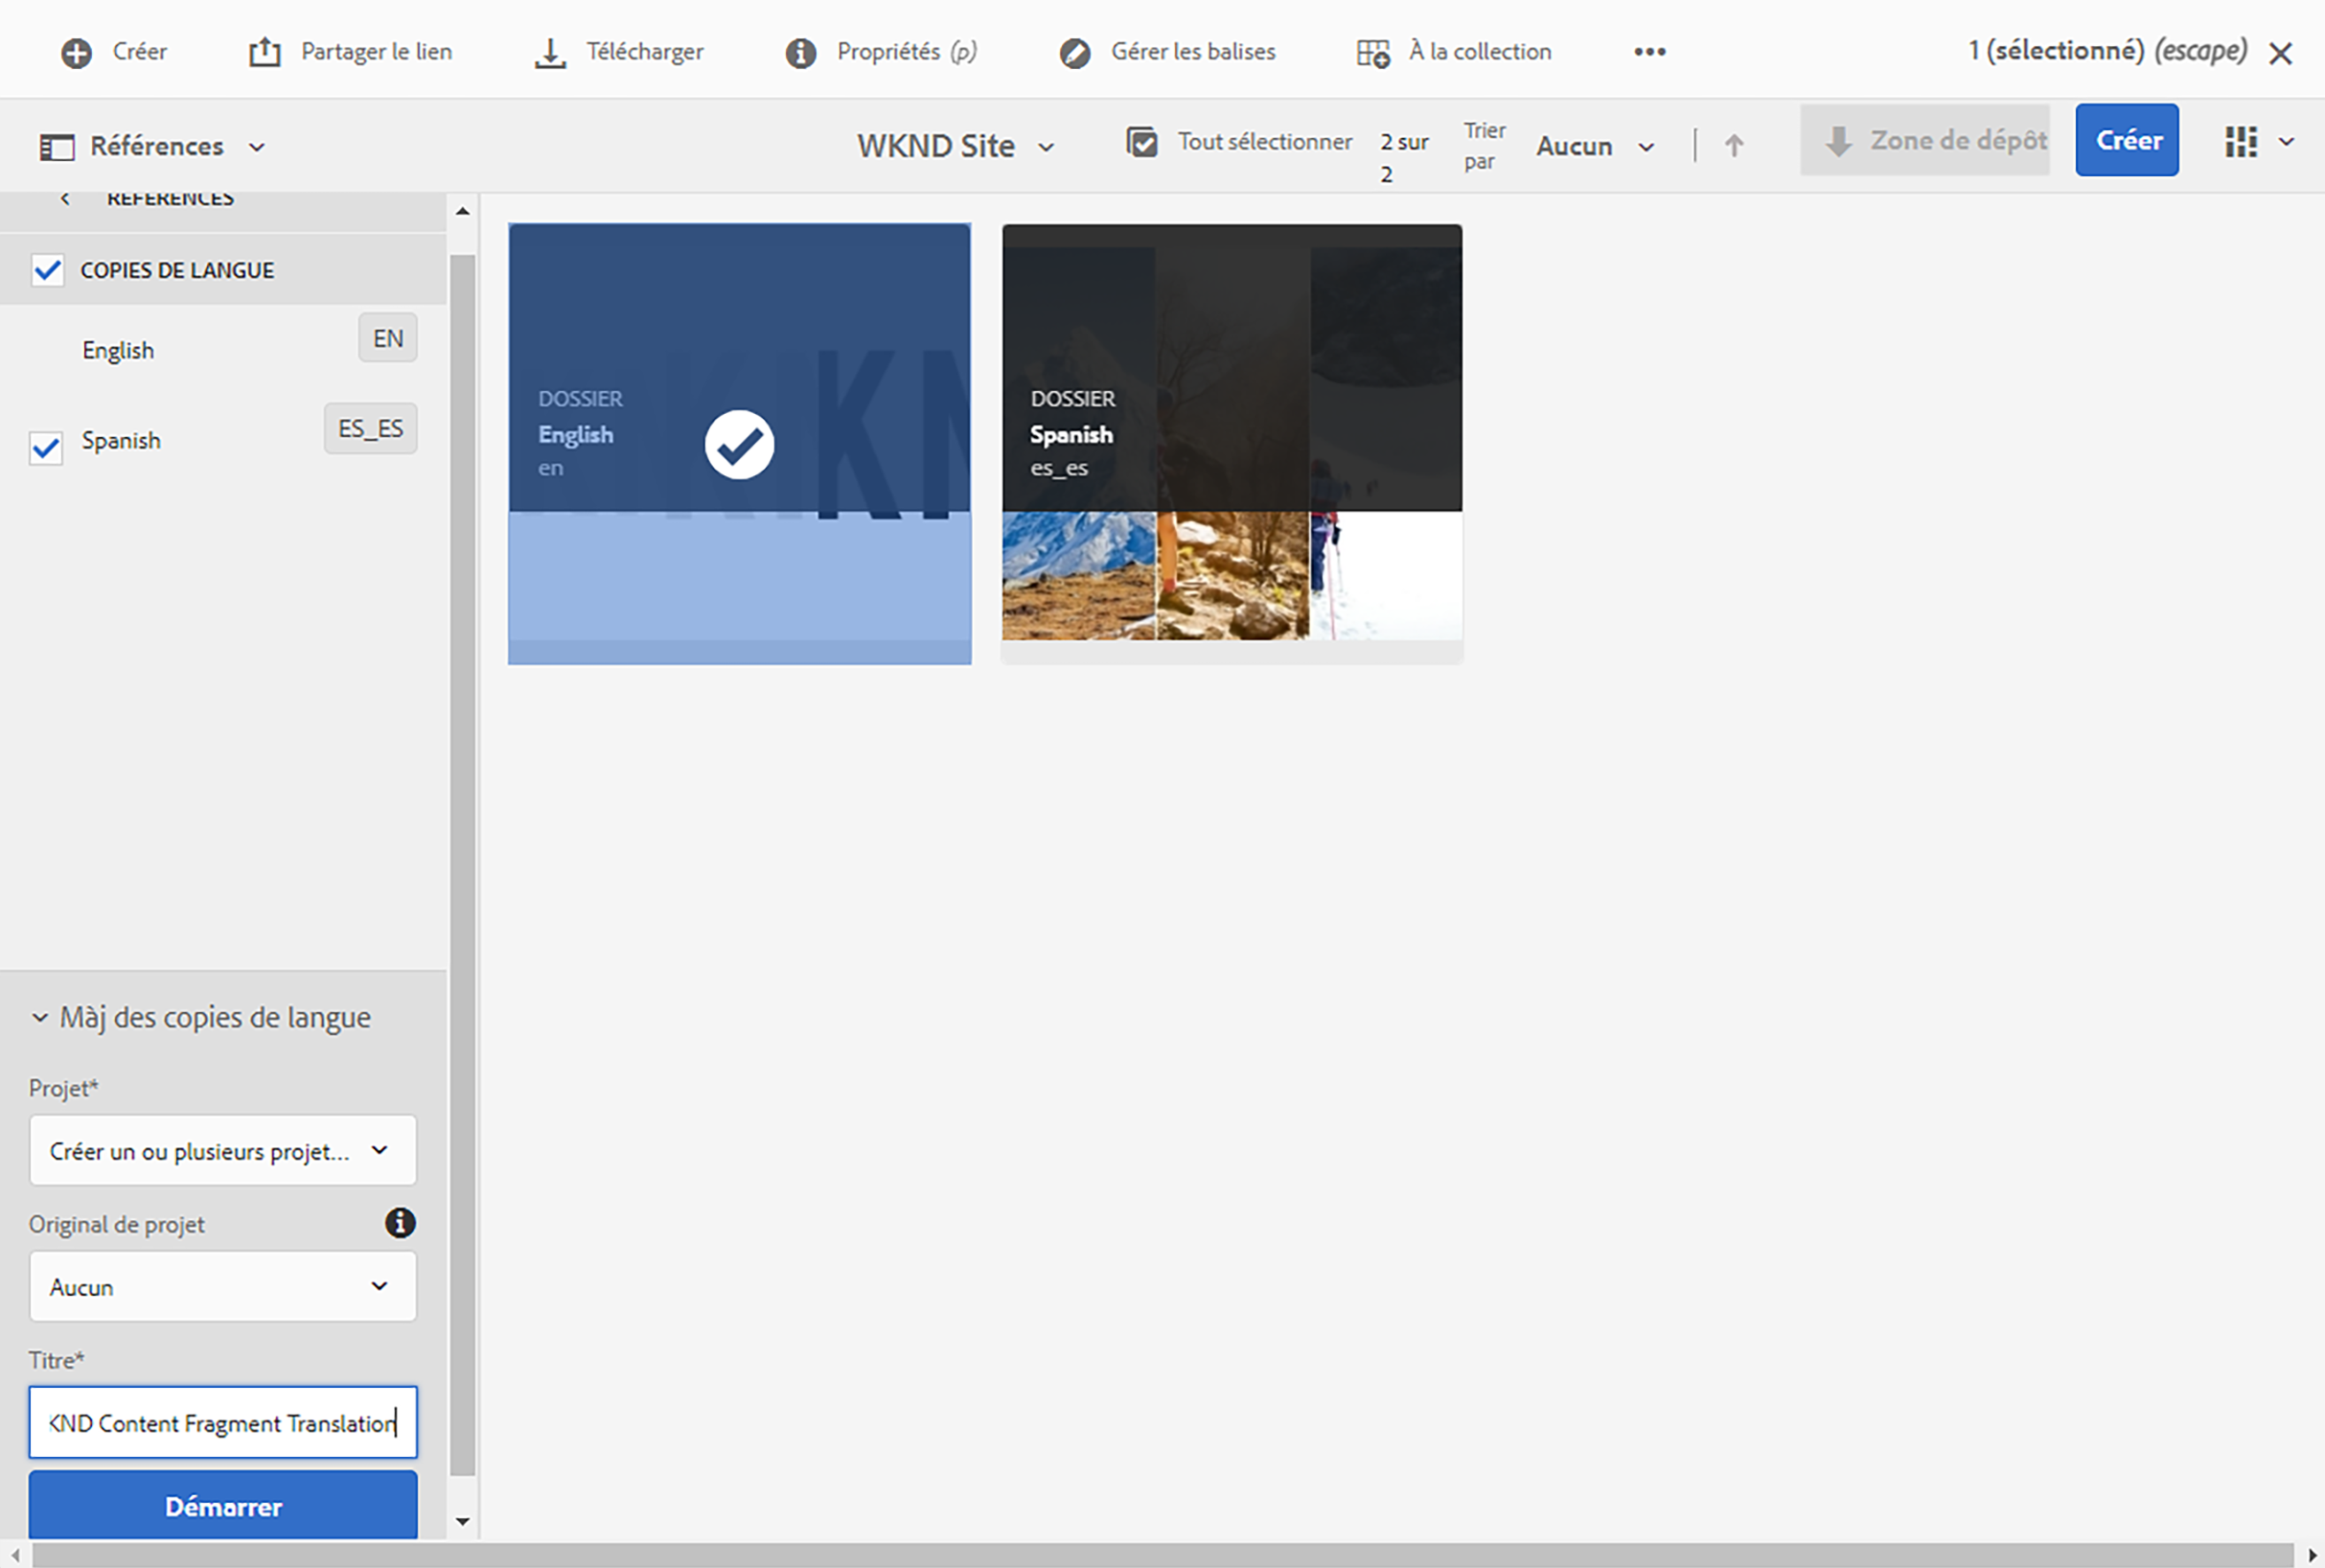 Créer Partager le lien Télécharger Propriétés (p) Gérer les balises À la collection 1 (sélectionné) (escape)
Références WKND Site Tout sélectionner 2 sur 2 Trier par Aucun Zone de dépôt Créer
RÉFÉRENCES
COPIES DE LANGUE
English EN
Spanish ES_ES
DOSSIER
English
en
DOSSIER
Spanish
es_es
Màj des copies de langue
Projet*
Créer un ou plusieurs projet...
Original de projet
Aucun
Titre*
KND Content Fragment Translation
Démarrer